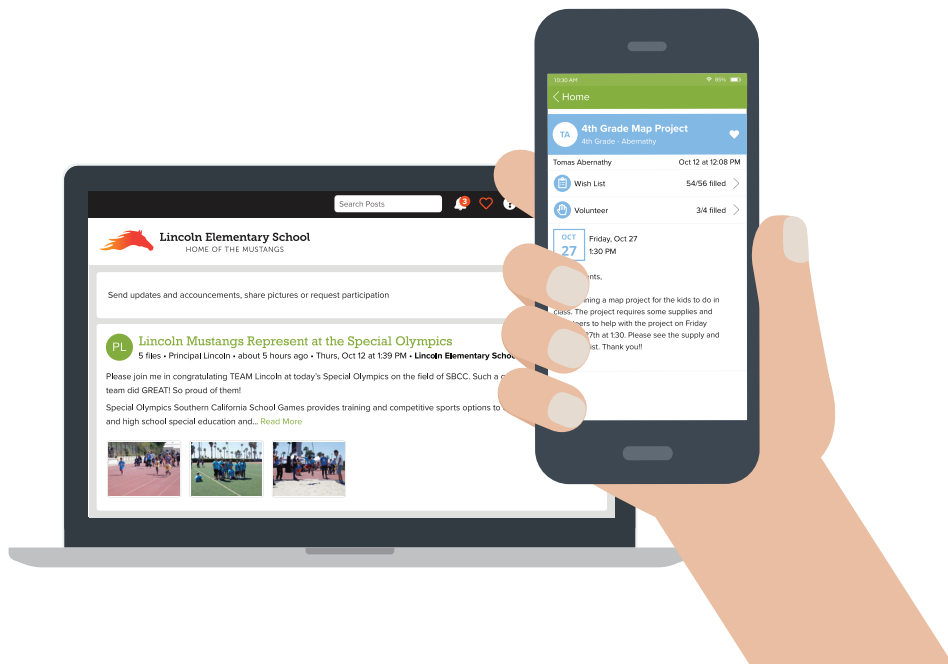 Search Posts
3
Lincoln Elementary School
HOME OF THE MUSTANGS
Send updates and accouncements, share pictures or request participation
PL
Lincoln Mustangs Represent at the Special Olympics
5 files • Principal Lincoln • about 5 hours ago • Thurs, Oct 12 at 1:39 PM • Lincoln Elementary
Please join me in congratulating TEAM Lincoln at today's Special Olympics on the field of SBCC. Such a
team did GREAT! So proud of them!
Special Olympics Southern California School Games provides training and competitive sports options to
and high school special education and... Read More
10:30 AM
85%
Home
TA
4th Grade Map Project
4th Grade - Abernathy
Tomas Abernathy Oct 12 at 12:08 PM
Wish List 54/56 filled
Volunteer 3/4 filled
OCT
27
Friday, Oct 27
1:30 PM
a map project for the kids to do in
class. The project requires some supplies and
to help with the project on Friday
27th at 1:30. Please see the supply and
list. Thank you!!